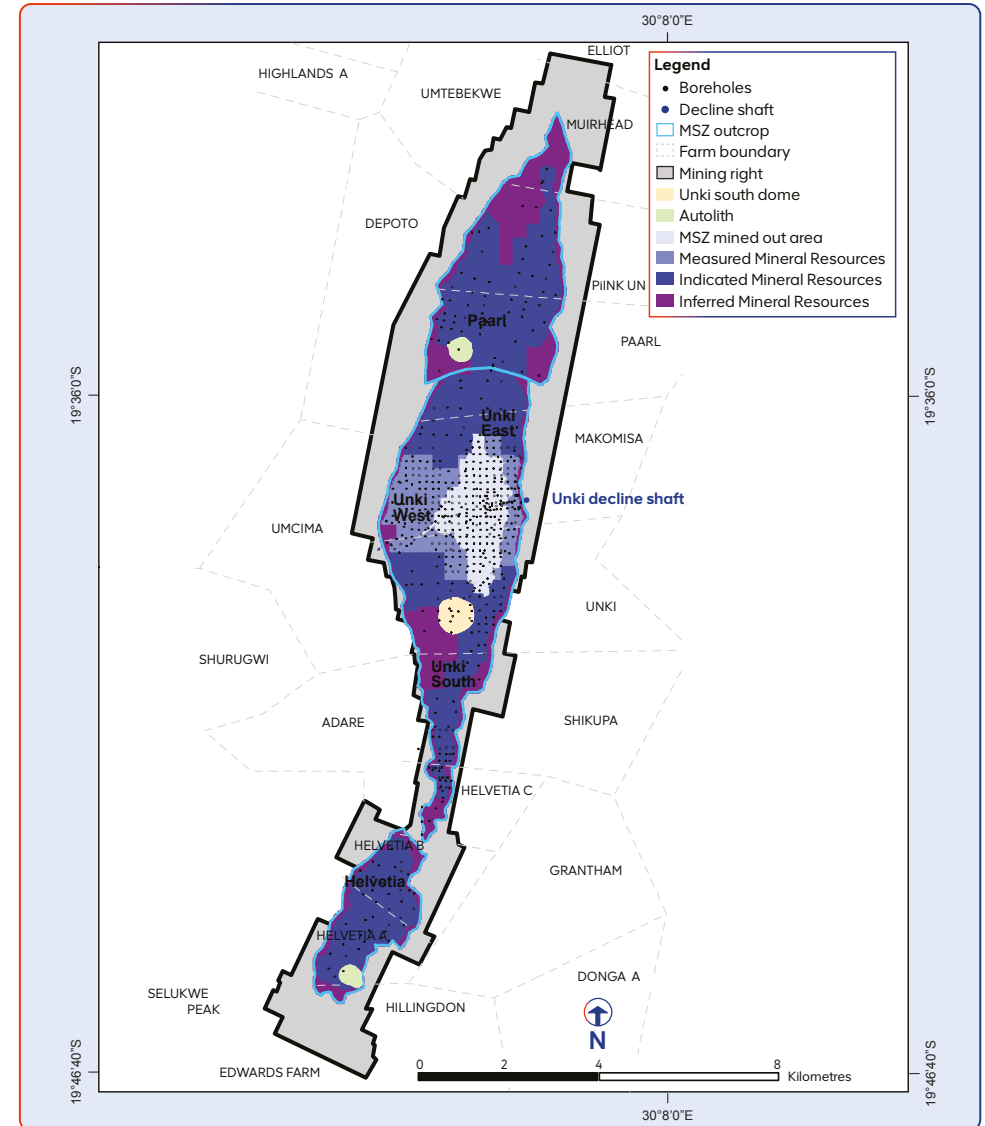 30°8′0″E
ELLIOT
HIGHLANDS A
UMTEBEKWE
MUIRHEAD
DEPOTO
PiINK UN
PAARL
Legend
Boreholes
Decline shaft
MSZ outcrop
Farm boundary
Mining right
Unki south dome
Autolith
MSZ mined out area
Measured Mineral Resources
Indicated Mineral Resources
Inferred Mineral Resources
Paarl
19°36′0″S
19°36′0″S
Unki
East
MAKOMISA
Unki
West
Unki decline shaft
UMCIMA
UNKI
SHURUGWI
Unki
South
ADARE
SHIKUPA
HELVETIA C
HELVETIA B
GRANTHAM
Helvetia
HELVETIA A
DONGA A
SELUKWE
PEAK
HILLINGDON
N
EDWARDS FARM
0 2 4 8
Kilometres
19°46′40″S
19°46′40″S
30°8′0″E